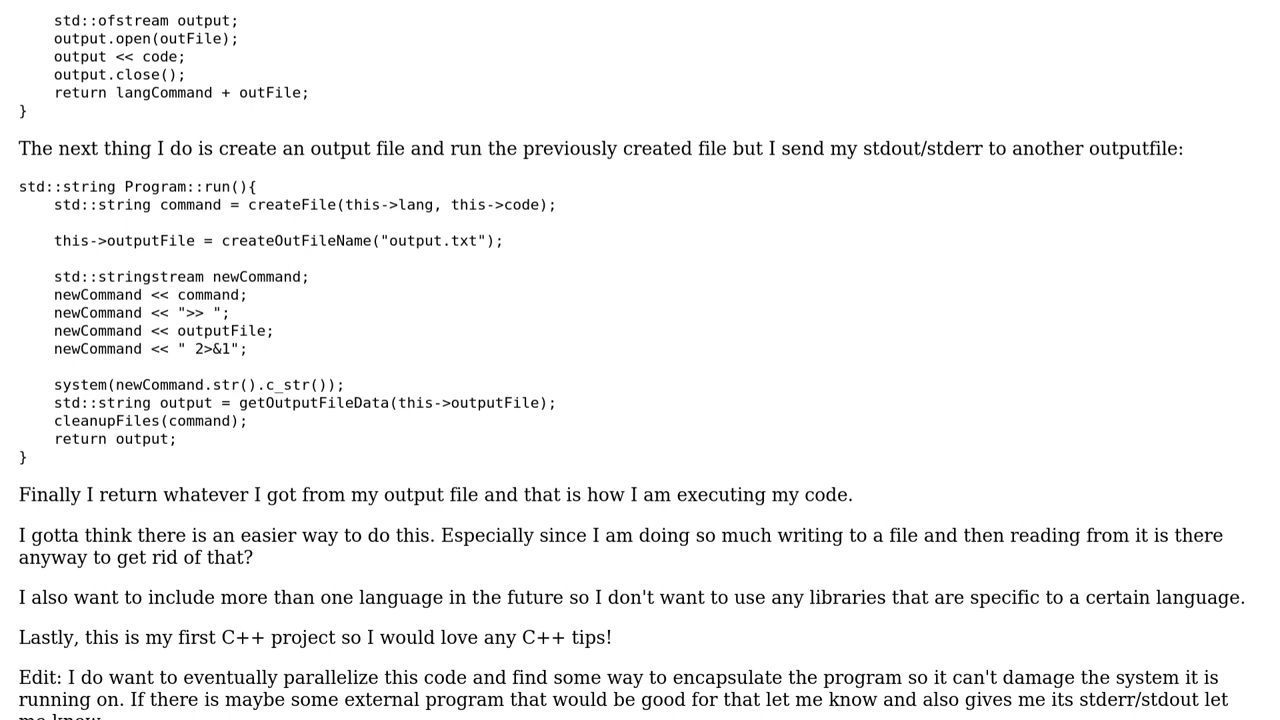 std::ofstream output;
output.open(outFile);
output << code;
output.close();
return langCommand + outFile;
}
The next thing I do is create an output file and run the previously created file but I send my stdout/stderr to another outputfile:
std::string Program::run(){
std::string command = createFile(this->lang, this->code);
this->outputFile = createOutFileName("output.txt");
std::stringstream newCommand;
newCommand << command;
newCommand << ">> ";
newCommand << outputFile;
newCommand << " 2>&1";
system(newCommand.str().c_str());
std::string output = getOutputFileData(this->outputFile);
cleanupFiles(command);
return output;
}
Finally I return whatever I got from my output file and that is how I am executing my code.
I gotta think there is an easier way to do this. Especially since I am doing so much writing to a file and then reading from it is there
anyway to get rid of that?
I also want to include more than one language in the future so I don't want to use any libraries that are specific to a certain language.
Lastly, this is my first C++ project so I would love any C++ tips!
Edit: I do want to eventually parallelize this code and find some way to encapsulate the program so it can't damage the system it is
running on. If there is maybe some external program that would be good for that let me know and also gives me its stderr/stdout let